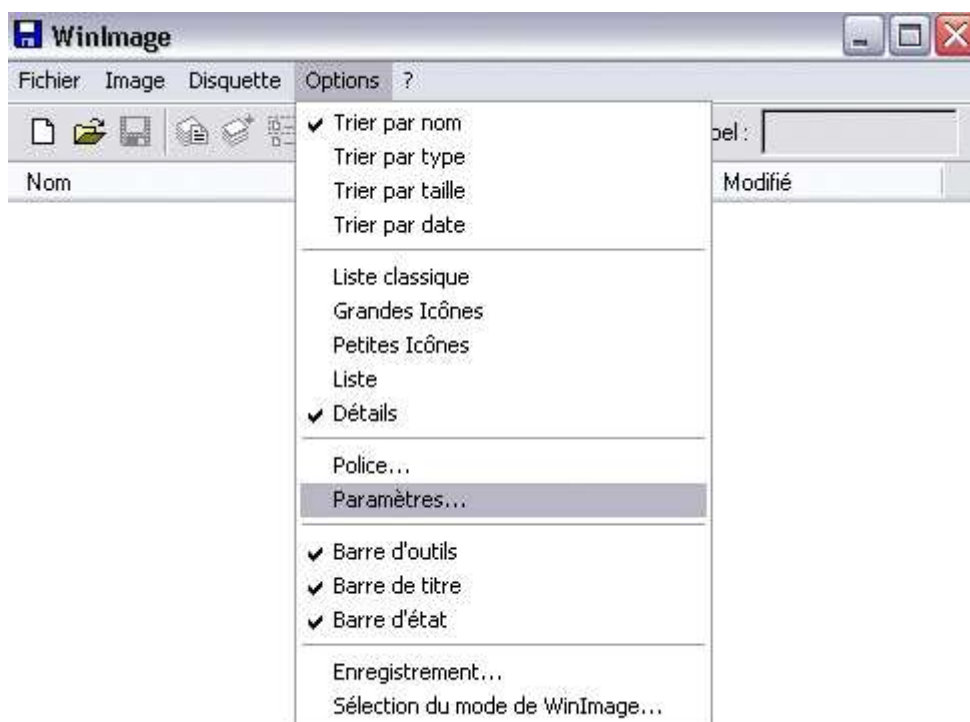 WinImage
Fichier Image Disquette Options ?
bel :
Nom Modifié
Trier par nom
Trier par type
Trier par taille
Trier par date
Liste classique
Grandes Icônes
Petites Icônes
Liste
Détails
Police...
Paramètres...
Barre d'outils
Barre de titre
Barre d'état
Enregistrement...
Sélection du mode de WinImage...